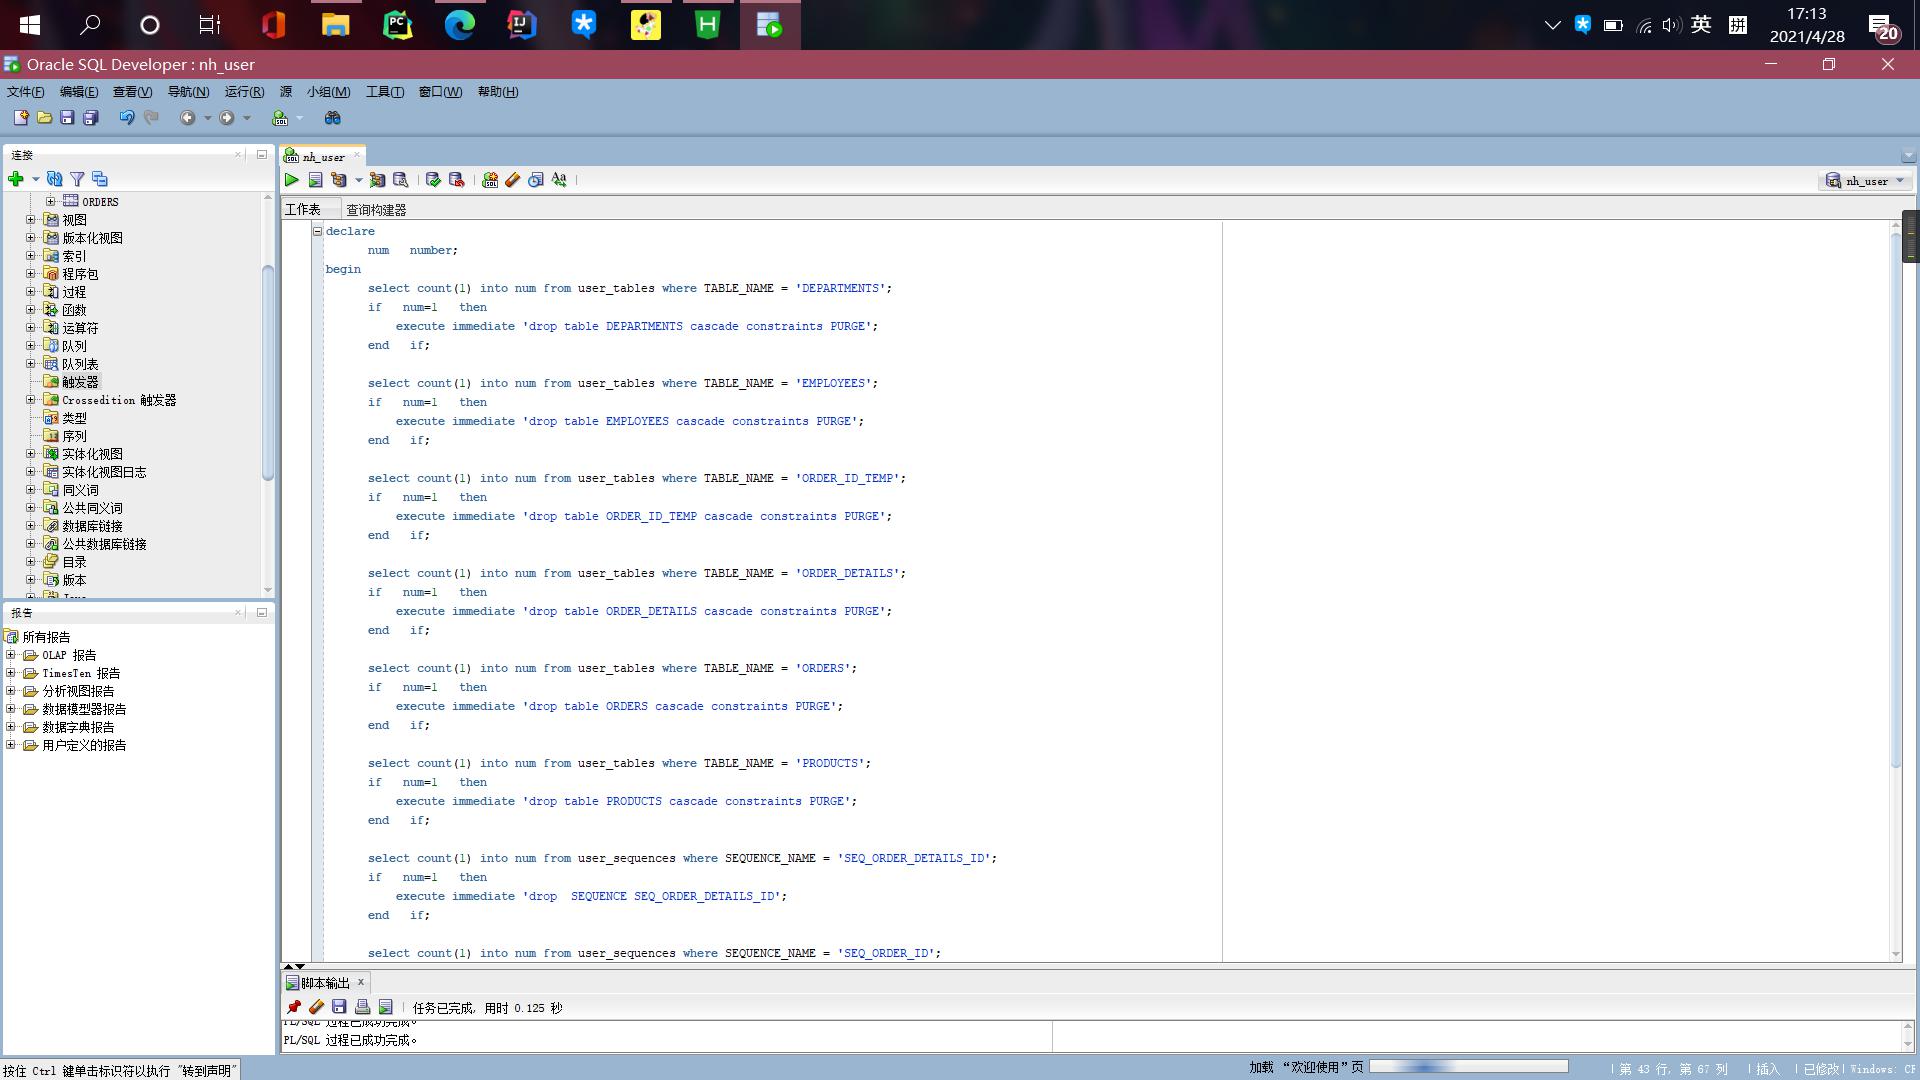 17:13
英
拼
2021/4/28
20
Oracle SQL Developer : nh_user
文件(F) 编辑(E) 查看(V) 导航(N) 运行(R) 源 小组(M) 工具(T) 窗口(W) 帮助(H)
连接
ORDERS
视图
版本化视图
索引
程序包
过程
函数
运算符
队列
队列表
触发器
Crossedition 触发器
类型
序列
实体化视图
实体化视图日志
同义词
公共同义词
数据库链接
公共数据库链接
目录
版本
Java
报告
所有报告
OLAP 报告
TimesTen 报告
分析视图报告
数据模型器报告
数据字典报告
用户定义的报告
nh_user
nh_user
工作表 查询构建器
declare
num number;
begin
select count(1) into num from user_tables where TABLE_NAME = 'DEPARTMENTS';
if num=1 then
execute immediate 'drop table DEPARTMENTS cascade constraints PURGE';
end if;
select count(1) into num from user_tables where TABLE_NAME = 'EMPLOYEES';
if num=1 then
execute immediate 'drop table EMPLOYEES cascade constraints PURGE';
end if;
select count(1) into num from user_tables where TABLE_NAME = 'ORDER_ID_TEMP';
if num=1 then
execute immediate 'drop table ORDER_ID_TEMP cascade constraints PURGE';
end if;
select count(1) into num from user_tables where TABLE_NAME = 'ORDER_DETAILS';
if num=1 then
execute immediate 'drop table ORDER_DETAILS cascade constraints PURGE';
end if;
select count(1) into num from user_tables where TABLE_NAME = 'ORDERS';
if num=1 then
execute immediate 'drop table ORDERS cascade constraints PURGE';
end if;
select count(1) into num from user_tables where TABLE_NAME = 'PRODUCTS';
if num=1 then
execute immediate 'drop table PRODUCTS cascade constraints PURGE';
end if;
select count(1) into num from user_sequences where SEQUENCE_NAME = 'SEQ_ORDER_DETAILS_ID';
if num=1 then
execute immediate 'drop SEQUENCE SEQ_ORDER_DETAILS_ID';
end if;
select count(1) into num from user_sequences where SEQUENCE_NAME = 'SEQ_ORDER_ID';
脚本输出
任务已完成, 用时 0.125 秒
PL/SQL 过程已成功完成。
PL/SQL 过程已成功完成。
按住 Ctrl 键单击标识符以执行 "转到声明"
加载 “欢迎使用”页
第 43 行, 第 67 列 插入 已修改 Windows: CF